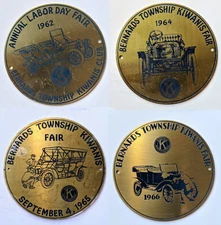 ANNUAL LABOR DAY FAIR
1962
BERNARDS TOWNSHIP KIWANIS CLUB
K
BERNARDS TOWNSHIP KIWANIS FAIR
1964
K
BERNARDS TOWNSHIP KIWANIS
FAIR
K
SEPTEMBER 4, 1965
BERNARDS TOWNSHIP KIWANIS FAIR
K
1966